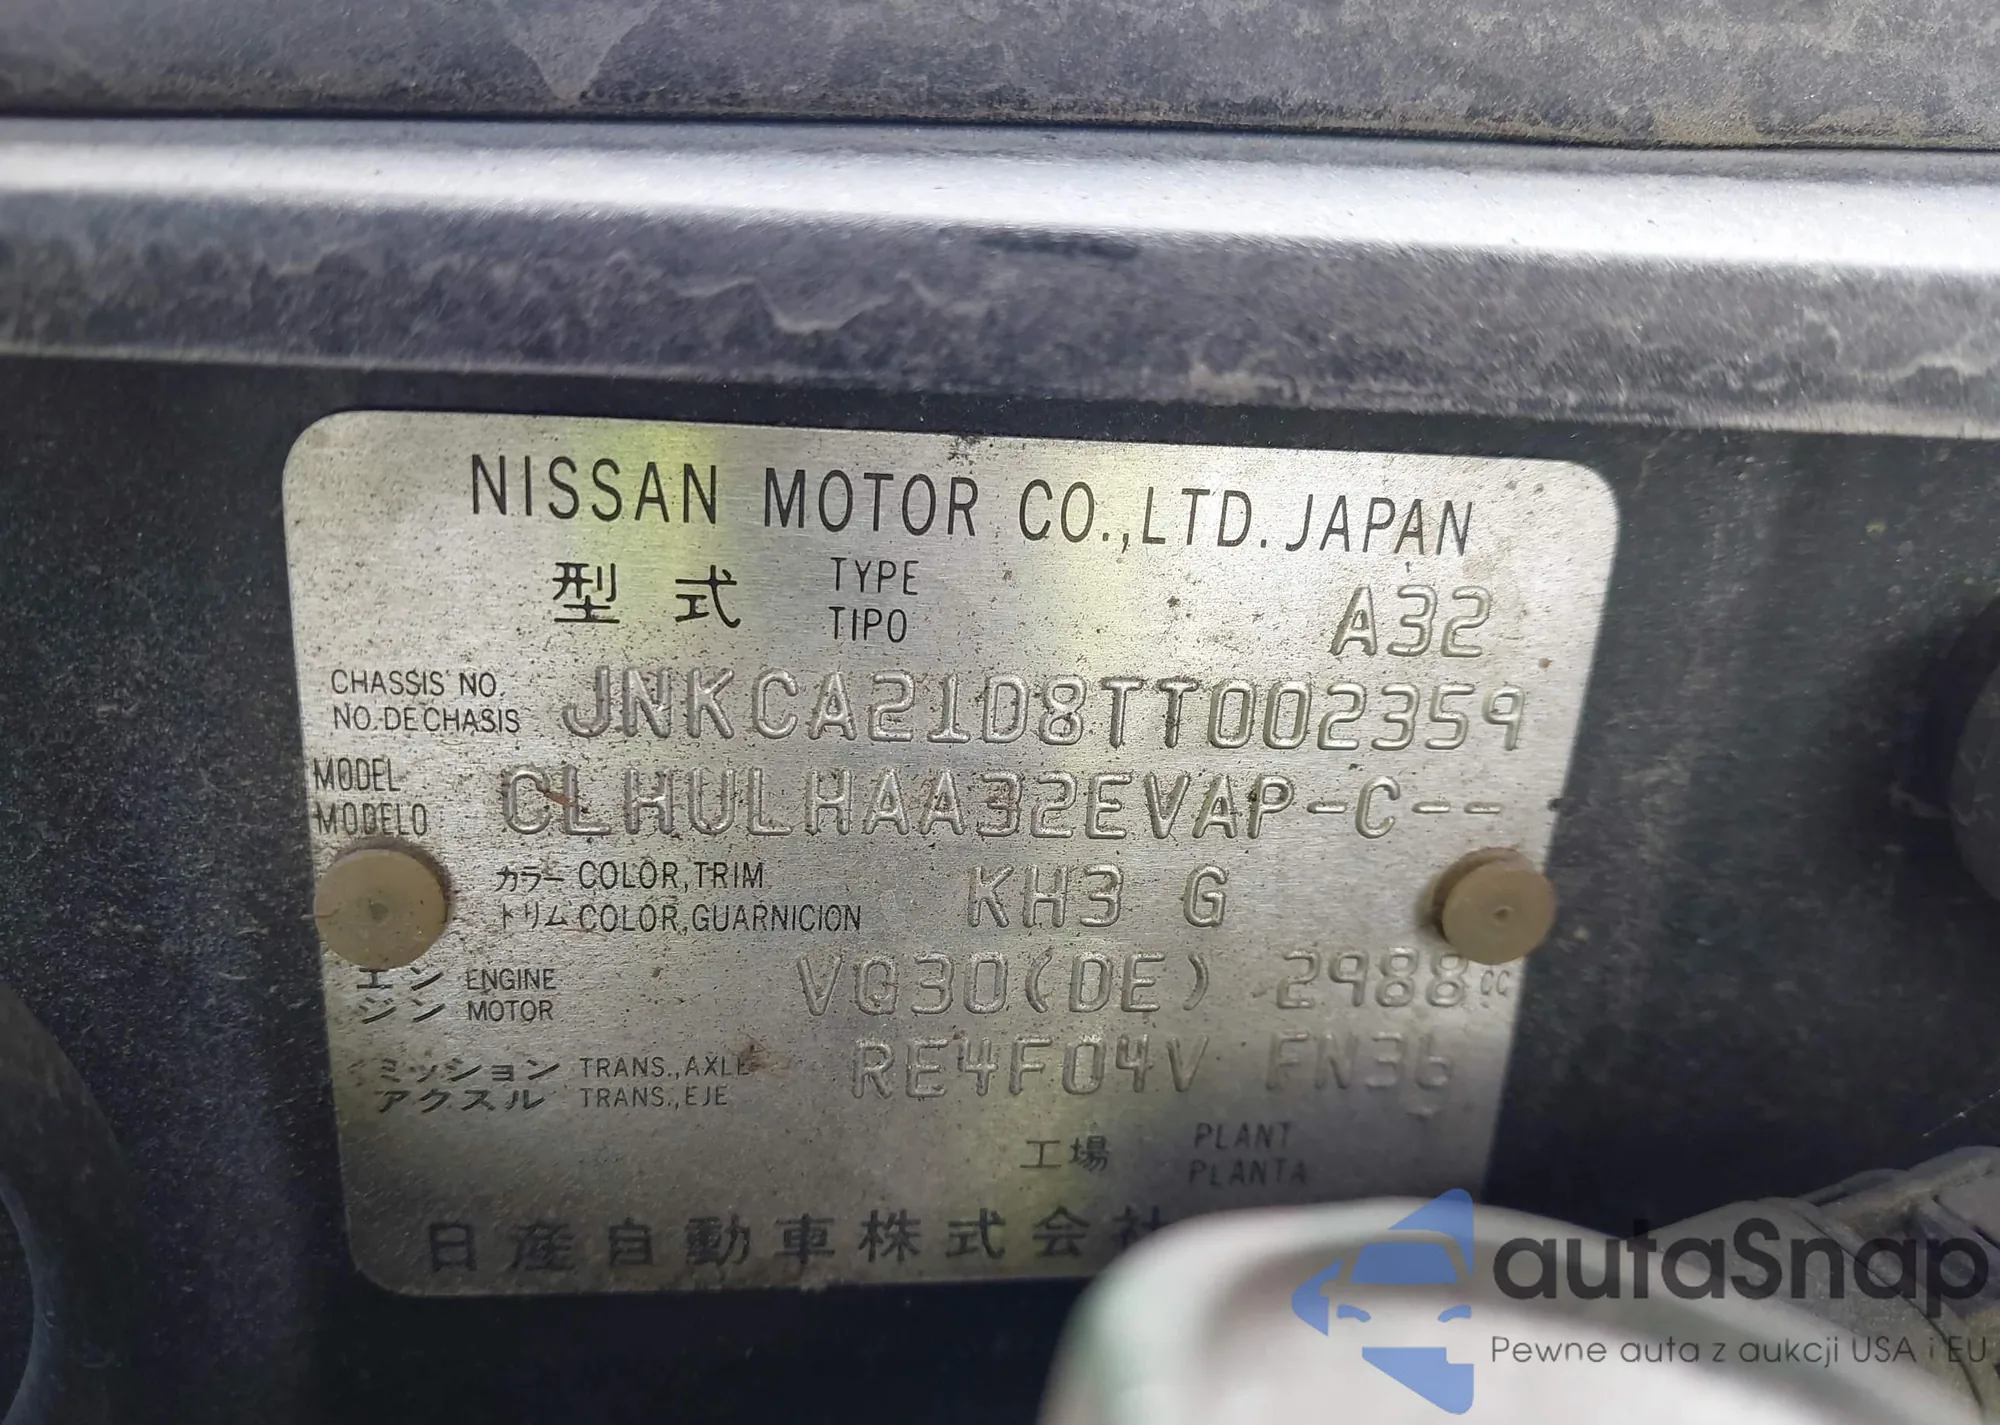 NISSAN MOTOR CO.,LTD. JAPAN
型式 TYPE A32
TIPO
CHASSIS NO. JNKCA21D8TT002359
NO. DE CHASIS
MODEL CLHULHAA32EVAP-C--
MODELO
カラー COLOR,TRIM KH3 G
トリム COLOR,GUARNICION
エン ENGINE VQ30(DE) 2988CC
ジン MOTOR
ミッション TRANS.,AXLE RE4F04V FN36
アクスル TRANS.,EJE
工場 PLANT
PLANTA
日産自動車株式会社
autaSnap
Pewne auta z aukcji USA i EU